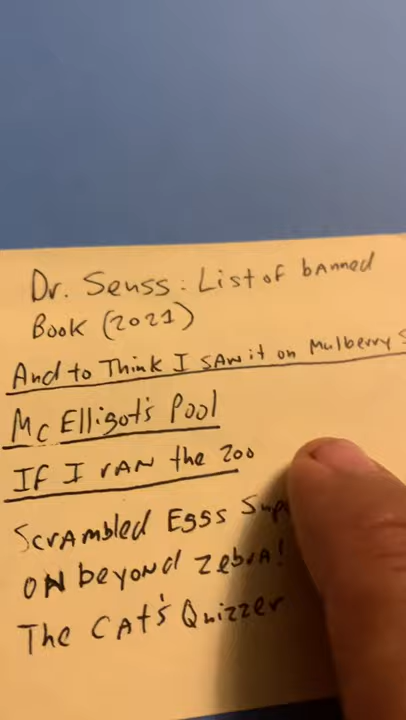 Dr. Seuss: List of banned
Book (2021)
And to Think I saw it on Mulberry S
McElligot's Pool
If I ran the Zoo
Scrambled Eggs Sup
ON beyond Zebra!
The Cat's Quizzer